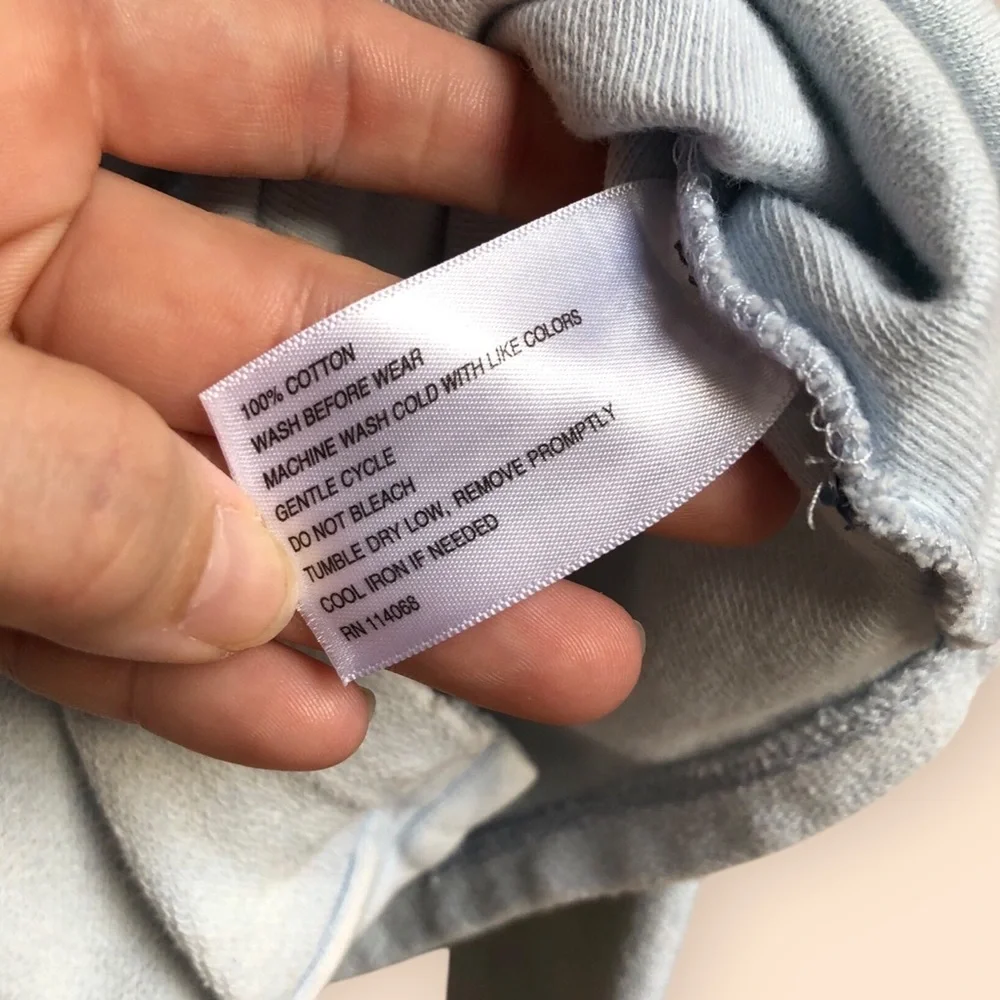 100% COTTON
WASH BEFORE WEAR
MACHINE WASH COLD WITH LIKE COLORS
GENTLE CYCLE
DO NOT BLEACH
TUMBLE DRY LOW, REMOVE PROMPTLY
COOL IRON IF NEEDED
RN 114068